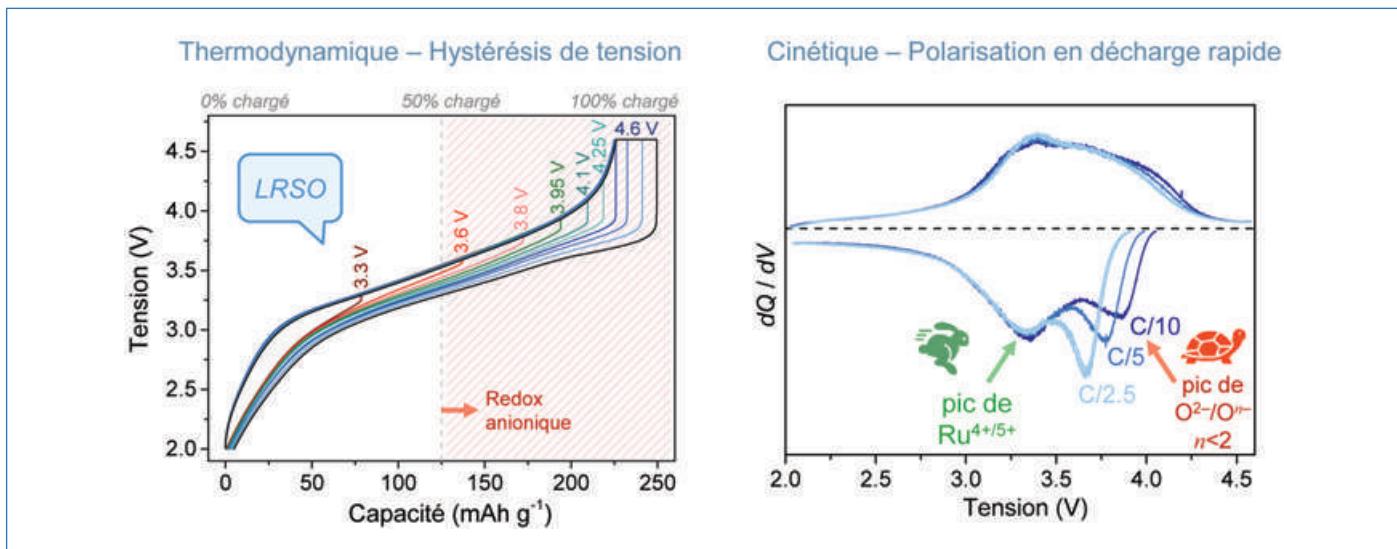 Thermodynamique – Hystérésis de tension
0% chargé 50% chargé 100% chargé
Tension (V)
4.5
4.0
3.5
3.0
2.5
2.0
LRSO
3.3 V
3.6 V
3.8 V
3.95 V
4.1 V
4.25 V
4.6 V
Redox
anionique
0 50 100 150 200 250
Capacité (mAh g⁻¹)
Cinétique – Polarisation en décharge rapide
dQ / dV
C/10
C/5
C/2.5
pic de
Ru⁴⁺/⁵⁺
pic de
O²⁻/Oⁿ⁻
n<2
2.0 2.5 3.0 3.5 4.0 4.5
Tension (V)